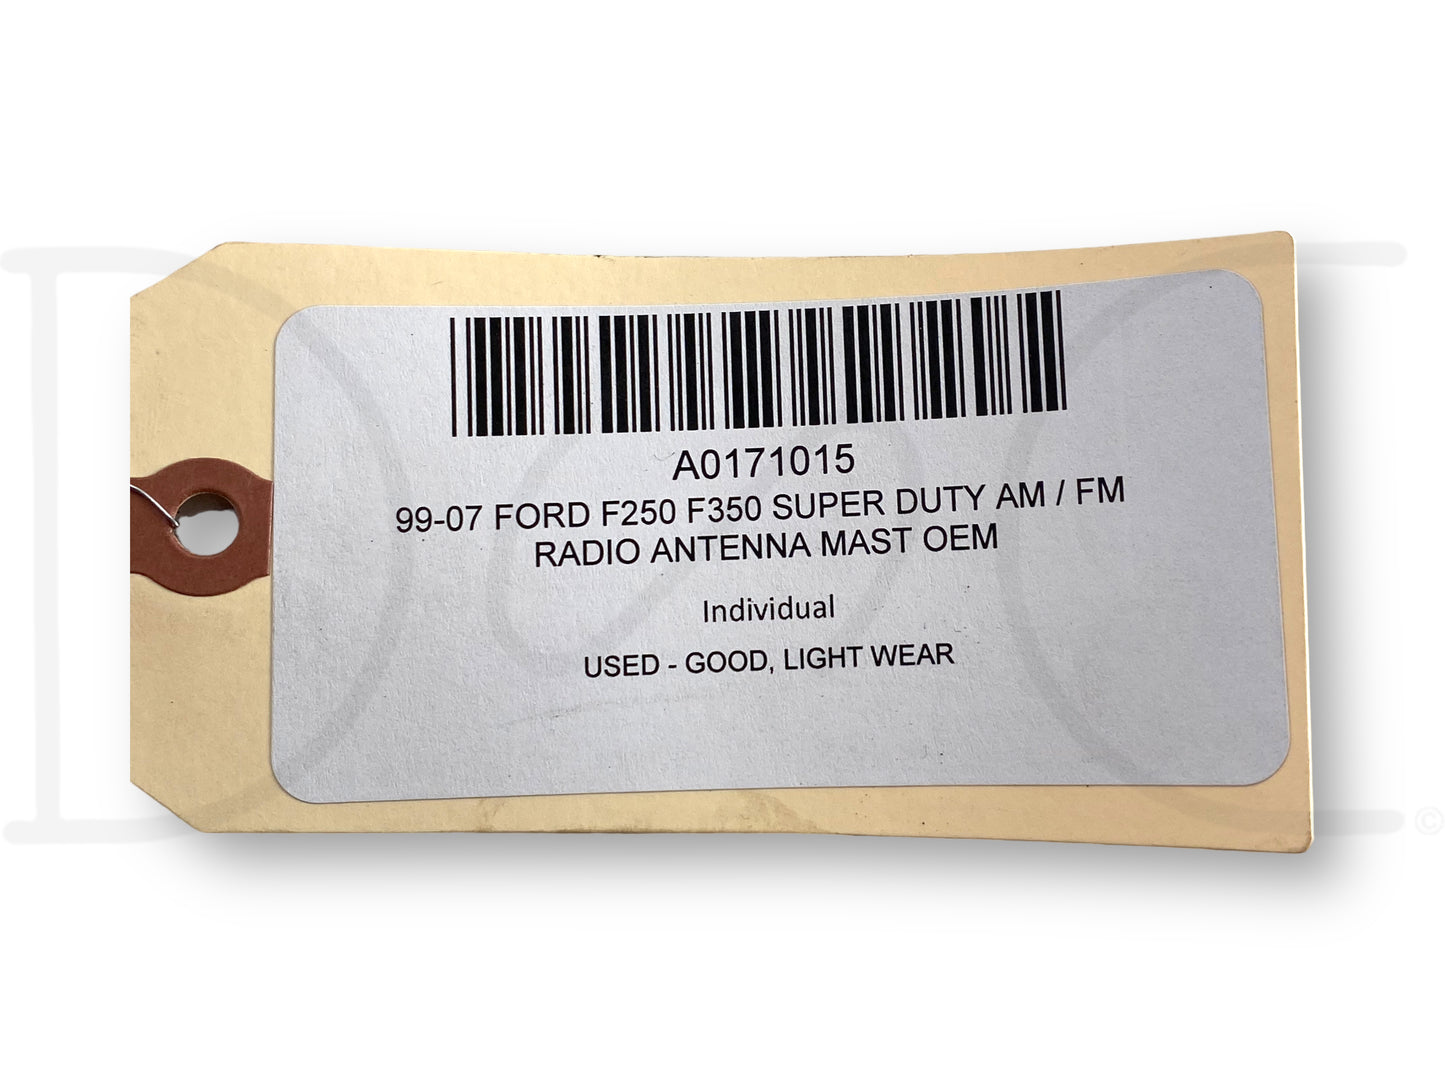 A0171015
99-07 FORD F250 F350 SUPER DUTY AM / FM
RADIO ANTENNA MAST OEM
Individual
USED - GOOD, LIGHT WEAR
©